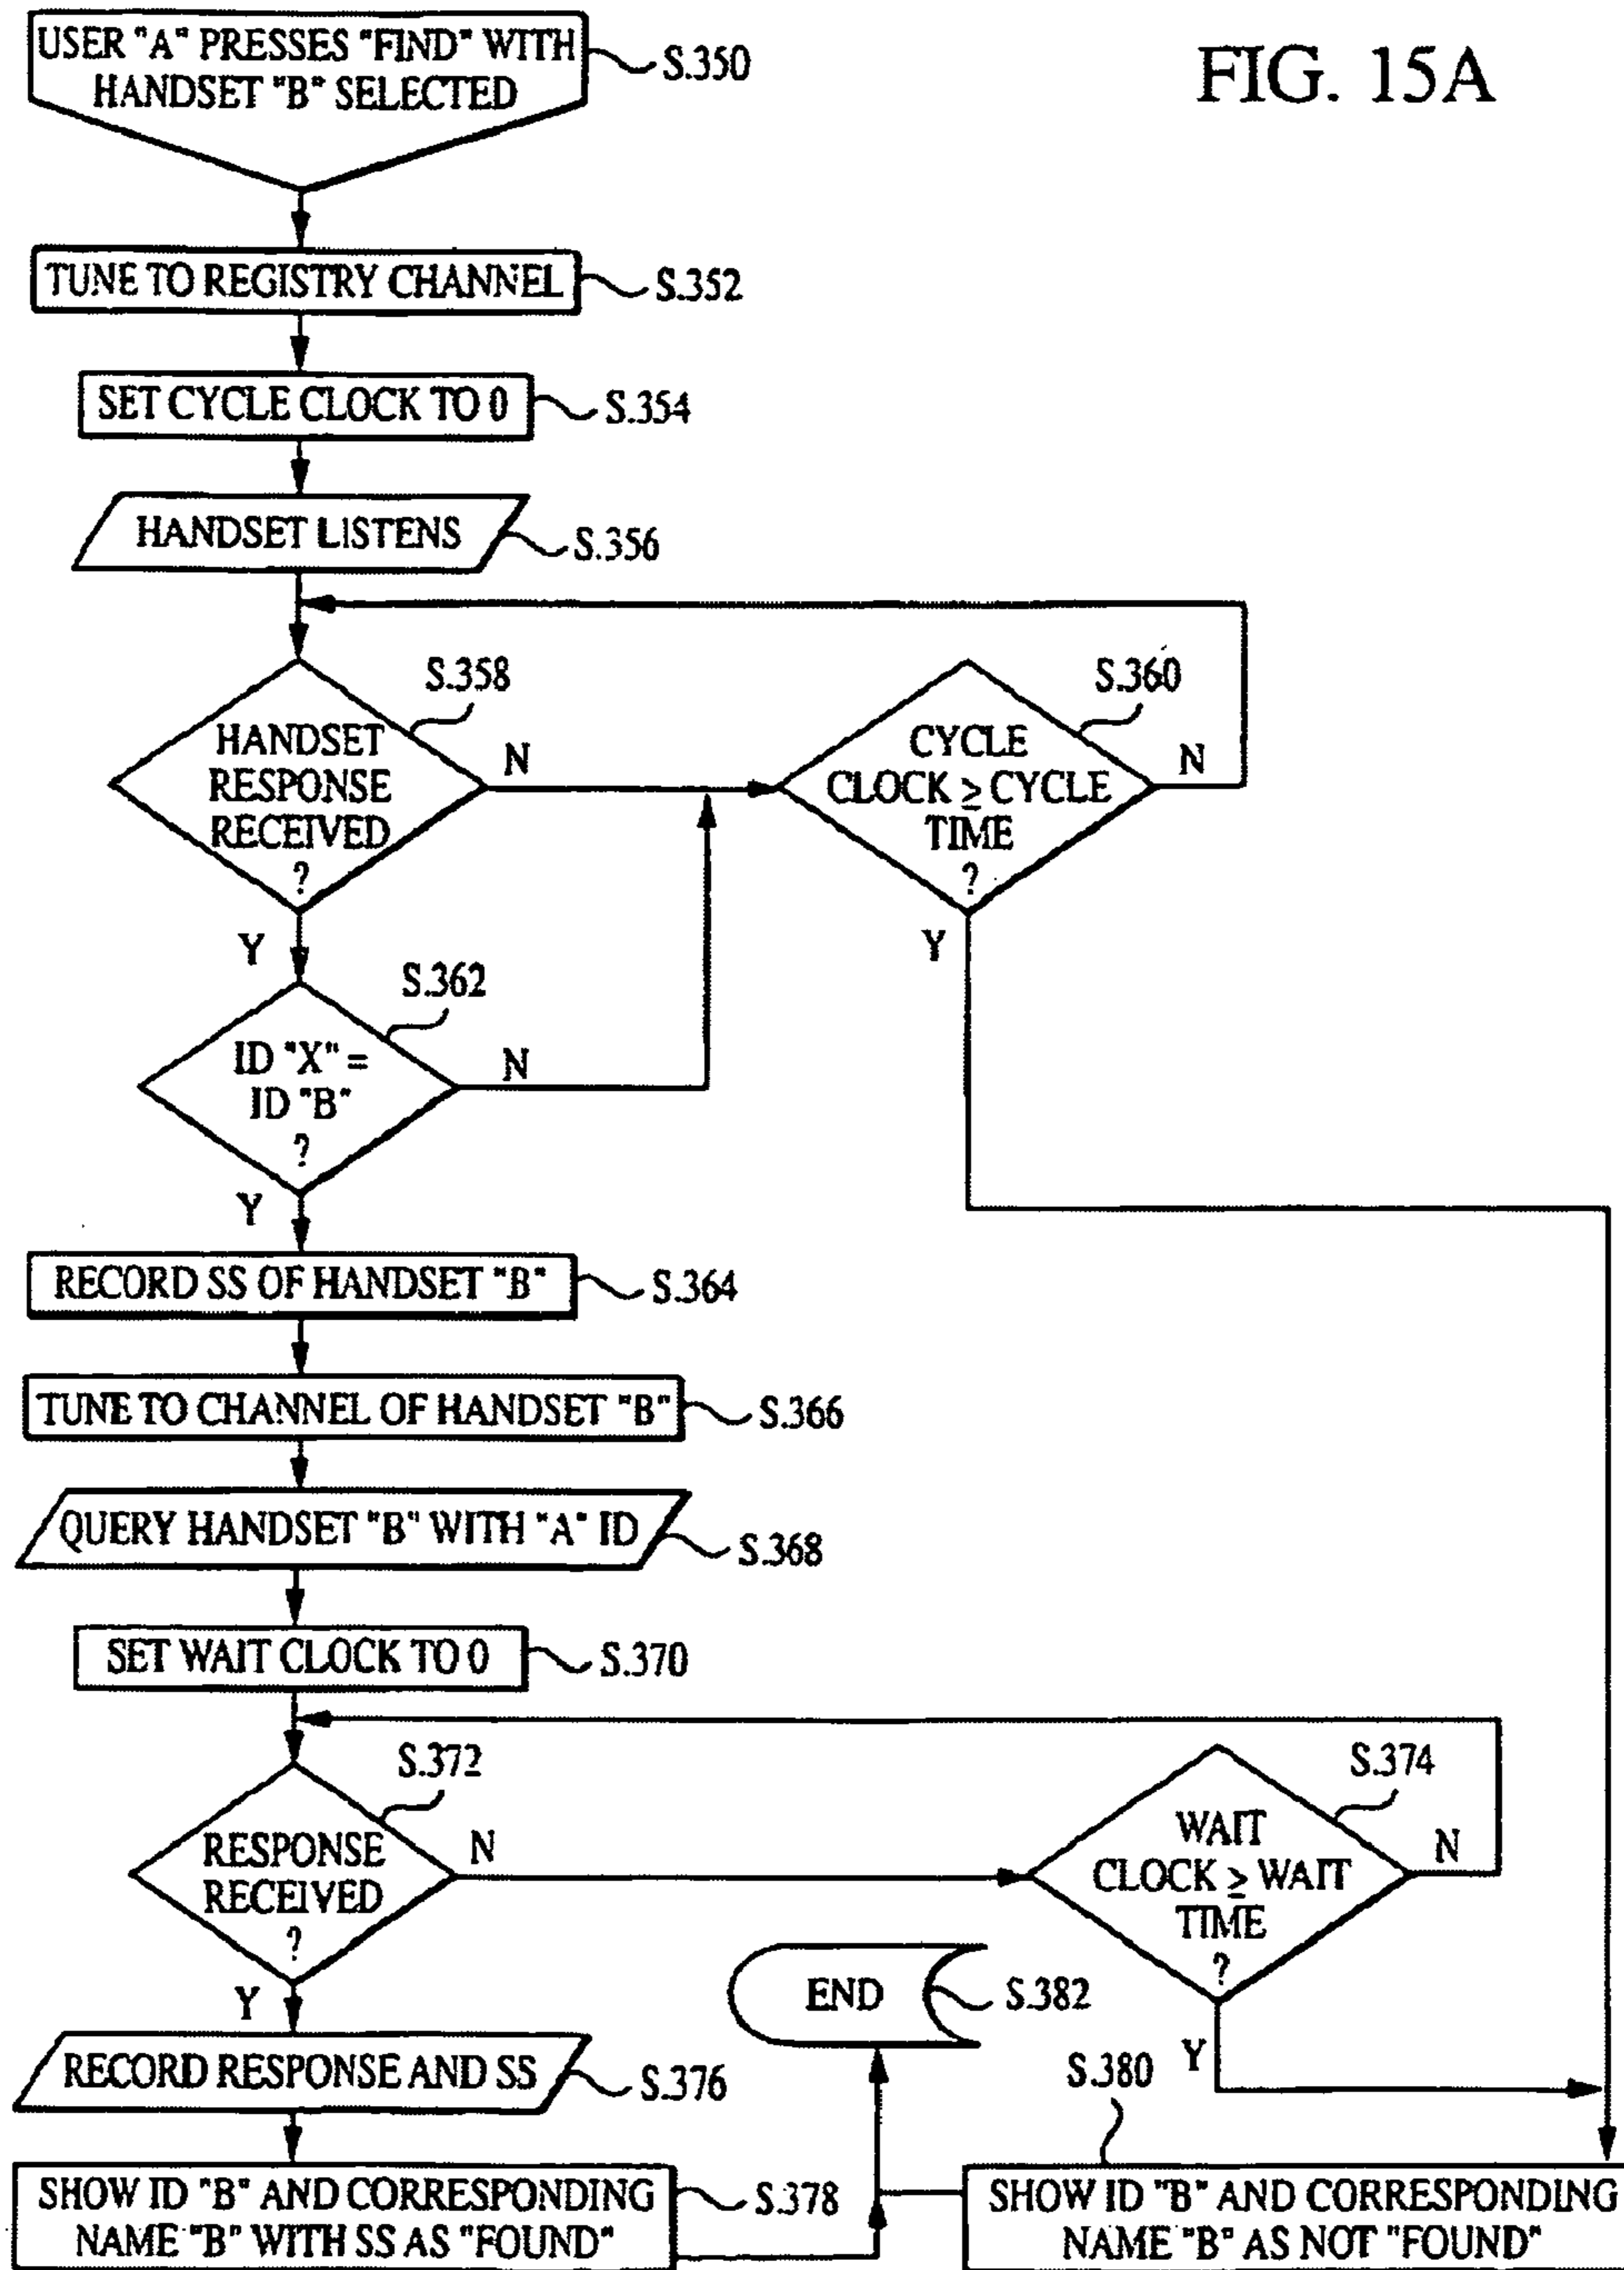 FIG. 15A
USER "A" PRESSES "FIND" WITH
HANDSET "B" SELECTED
S.350
TUNE TO REGISTRY CHANNEL
S.352
SET CYCLE CLOCK TO 0
S.354
HANDSET LISTENS
S.356
S.358
HANDSET
RESPONSE
RECEIVED
?
N
Y
S.360
CYCLE
CLOCK ≥ CYCLE
TIME
?
N
Y
S.362
ID "X" =
ID "B"
?
N
Y
RECORD SS OF HANDSET "B"
S.364
TUNE TO CHANNEL OF HANDSET "B"
S.366
QUERY HANDSET "B" WITH "A" ID
S.368
SET WAIT CLOCK TO 0
S.370
S.372
RESPONSE
RECEIVED
?
N
Y
S.374
WAIT
CLOCK ≥ WAIT
TIME
?
N
Y
END
S.382
RECORD RESPONSE AND SS
S.376
S.380
SHOW ID "B" AND CORRESPONDING
NAME "B" WITH SS AS "FOUND"
S.378
SHOW ID "B" AND CORRESPONDING
NAME "B" AS NOT "FOUND"